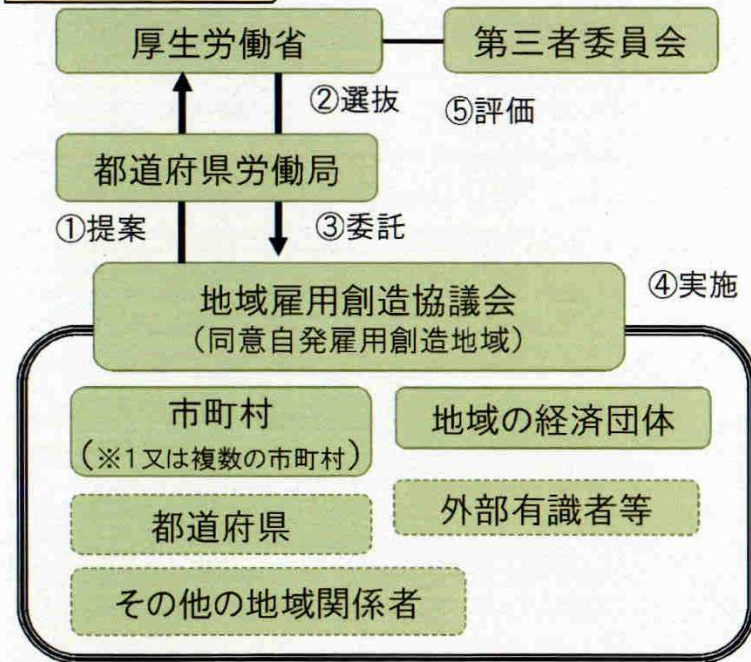 厚生労働省
第三者委員会
②選抜
⑤評価
都道府県労働局
①提案
③委託
地域雇用創造協議会
(同意自発雇用創造地域)
④実施
市町村
(※1又は複数の市町村)
地域の経済団体
都道府県
外部有識者等
その他の地域関係者